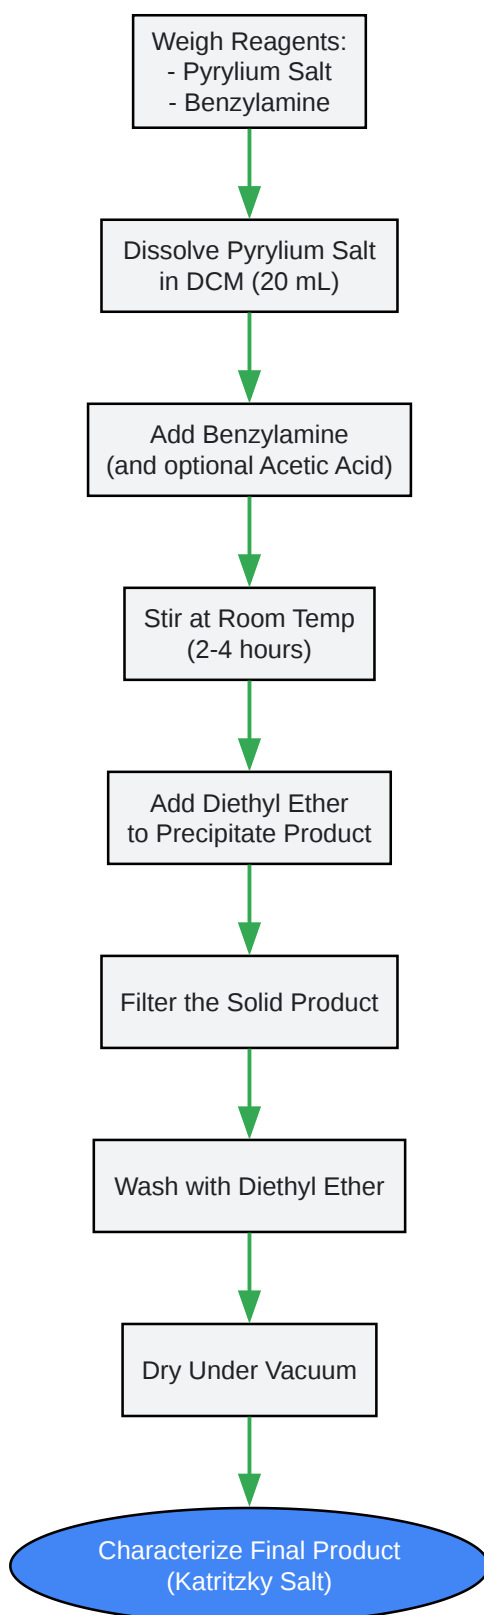 Weigh Reagents:
- Pyrylium Salt
- Benzylamine
Dissolve Pyrylium Salt
in DCM (20 mL)
Add Benzylamine
(and optional Acetic Acid)
Stir at Room Temp
(2-4 hours)
Add Diethyl Ether
to Precipitate Product
Filter the Solid Product
Wash with Diethyl Ether
Dry Under Vacuum
Characterize Final Product
(Katritzky Salt)